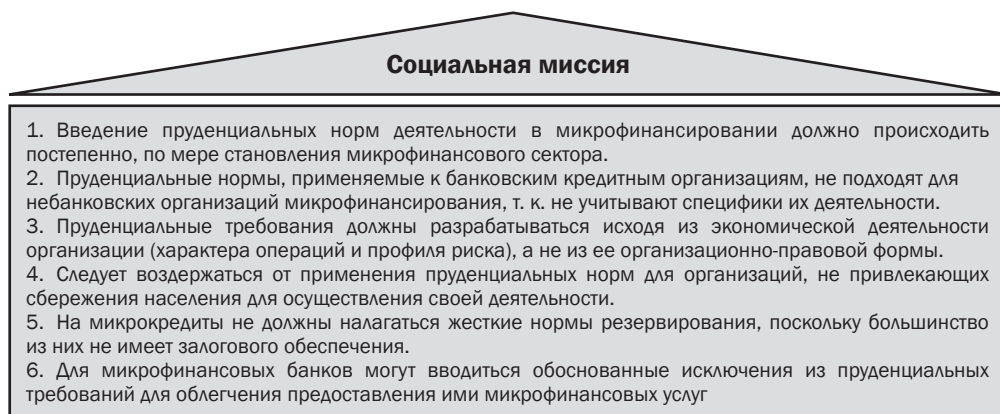 Социальная миссия
1. Введение пруденциальных норм деятельности в микрофинансировании должно происходить
постепенно, по мере становления микрофинансового сектора.
2. Пруденциальные нормы, применяемые к банковским кредитным организациям, не подходят для
небанковских организаций микрофинансирования, т. к. не учитывают специфики их деятельности.
3. Пруденциальные требования должны разрабатываться исходя из экономической деятельности
организации (характера операций и профиля риска), а не из ее организационно-правовой формы.
4. Следует воздержаться от применения пруденциальных норм для организаций, не привлекающих
сбережения населения для осуществления своей деятельности.
5. На микрокредиты не должны налагаться жесткие нормы резервирования, поскольку большинство
из них не имеет залогового обеспечения.
6. Для микрофинансовых банков могут вводиться обоснованные исключения из пруденциальных
требований для облегчения предоставления ими микрофинансовых услуг